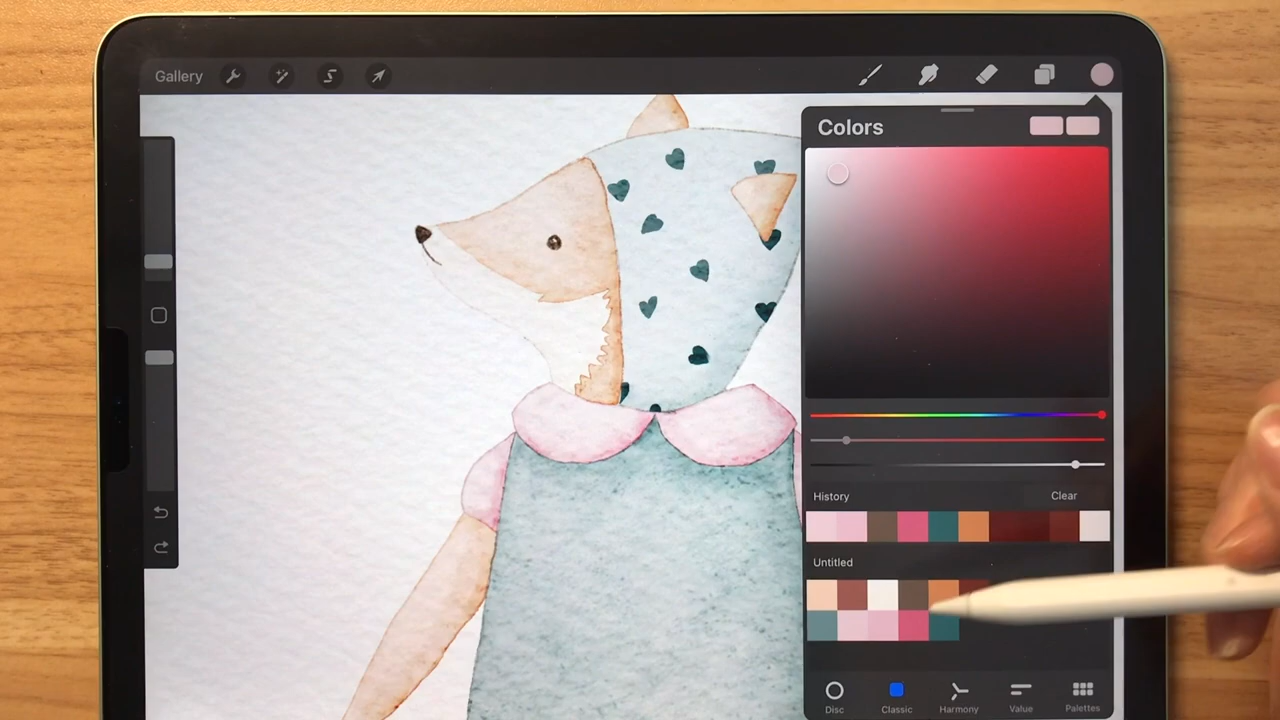 Gallery
Colors
History Clear
Untitled
Disc Classic Harmony Value Palettes